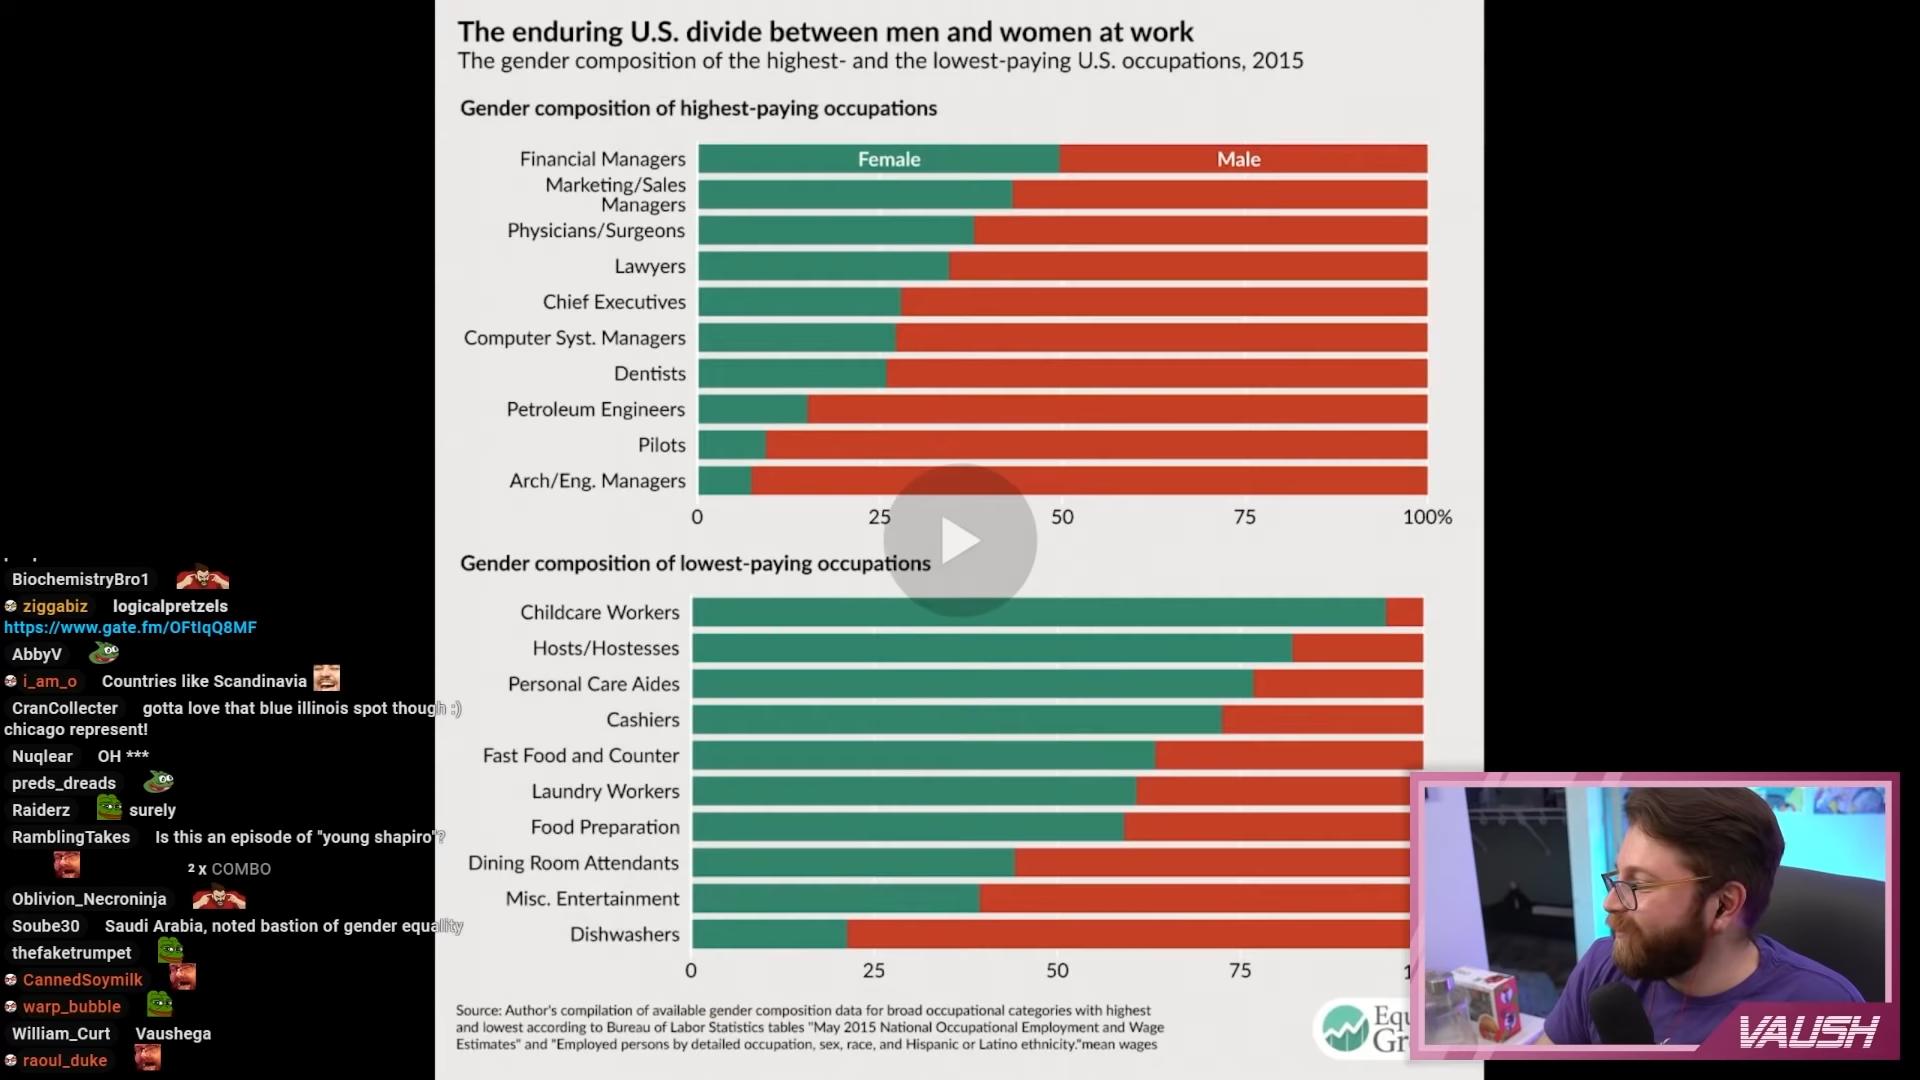 The enduring U.S. divide between men and women at work
The gender composition of the highest- and the lowest-paying U.S. occupations, 2015
Gender composition of highest-paying occupations
Financial Managers
Female
Male
Marketing/Sales
Managers
Physicians/Surgeons
Lawyers
Chief Executives
Computer Syst. Managers
Dentists
Petroleum Engineers
Pilots
Arch/Eng. Managers
0 25 50 75 100%
Gender composition of lowest-paying occupations
Childcare Workers
Hosts/Hostesses
Personal Care Aides
Cashiers
Fast Food and Counter
Laundry Workers
Food Preparation
Dining Room Attendants
Misc. Entertainment
Dishwashers
0 25 50 75 1
Source: Author's compilation of available gender composition data for broad occupational categories with highest
and lowest according to Bureau of Labor Statistics tables "May 2015 National Occupational Employment and Wage
Estimates" and "Employed persons by detailed occupation, sex, race, and Hispanic or Latino ethnicity."mean wages
Equ
Gr
BiochemistryBro1
ziggabiz logicalpretzels
https://www.gate.fm/OFtIqQ8MF
AbbyV
i_am_o Countries like Scandinavia
CranCollecter gotta love that blue illinois spot though :)
chicago represent!
Nuqlear OH ***
preds_dreads
Raiderz surely
RamblingTakes Is this an episode of "young shapiro"?
2 x COMBO
Oblivion_Necroninja
Soube30 Saudi Arabia, noted bastion of gender equality
thefaketrumpet
CannedSoymilk
warp_bubble
William_Curt Vaushega
raoul_duke
VAUSH